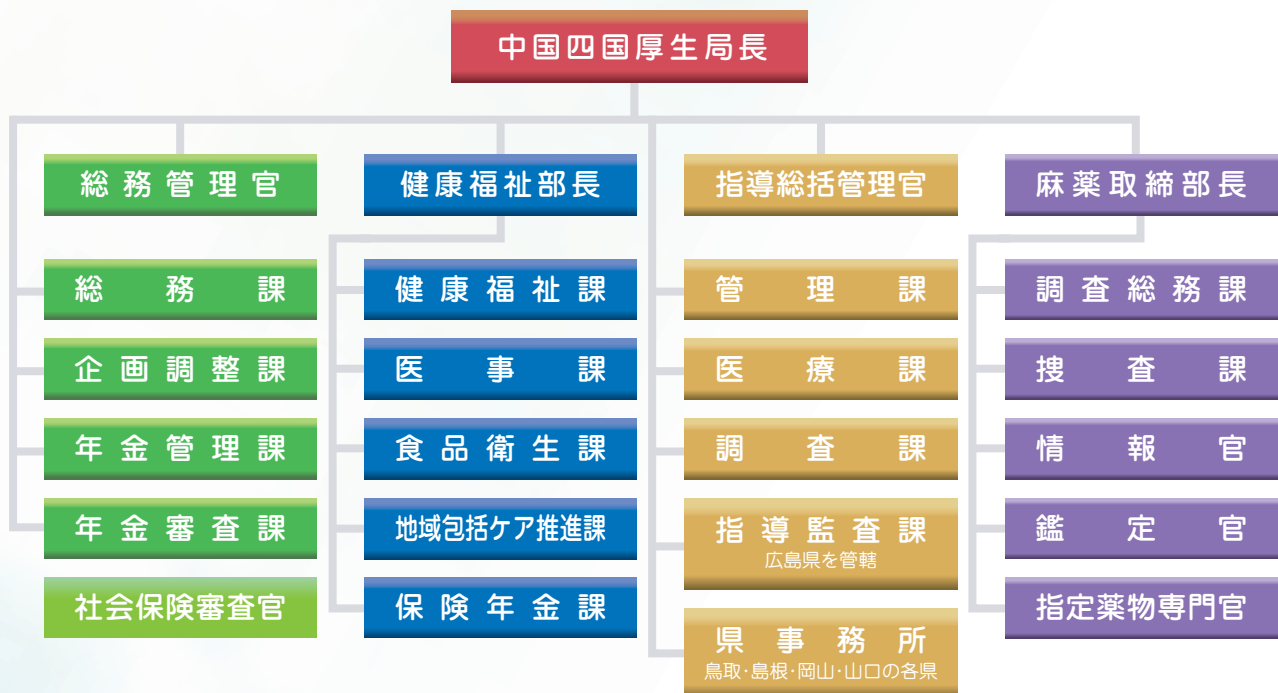 中国四国厚生局長
総務管理官
総務課
企画調整課
年金管理課
年金審査課
社会保険審査官
健康福祉部長
健康福祉課
医事課
食品衛生課
地域包括ケア推進課
保険年金課
指導総括管理官
管理課
医療課
調査課
指導監査課
広島県を管轄
県事務所
鳥取・島根・岡山・山口の各県
麻薬取締部長
調査総務課
捜査課
情報官
鑑定官
指定薬物専門官